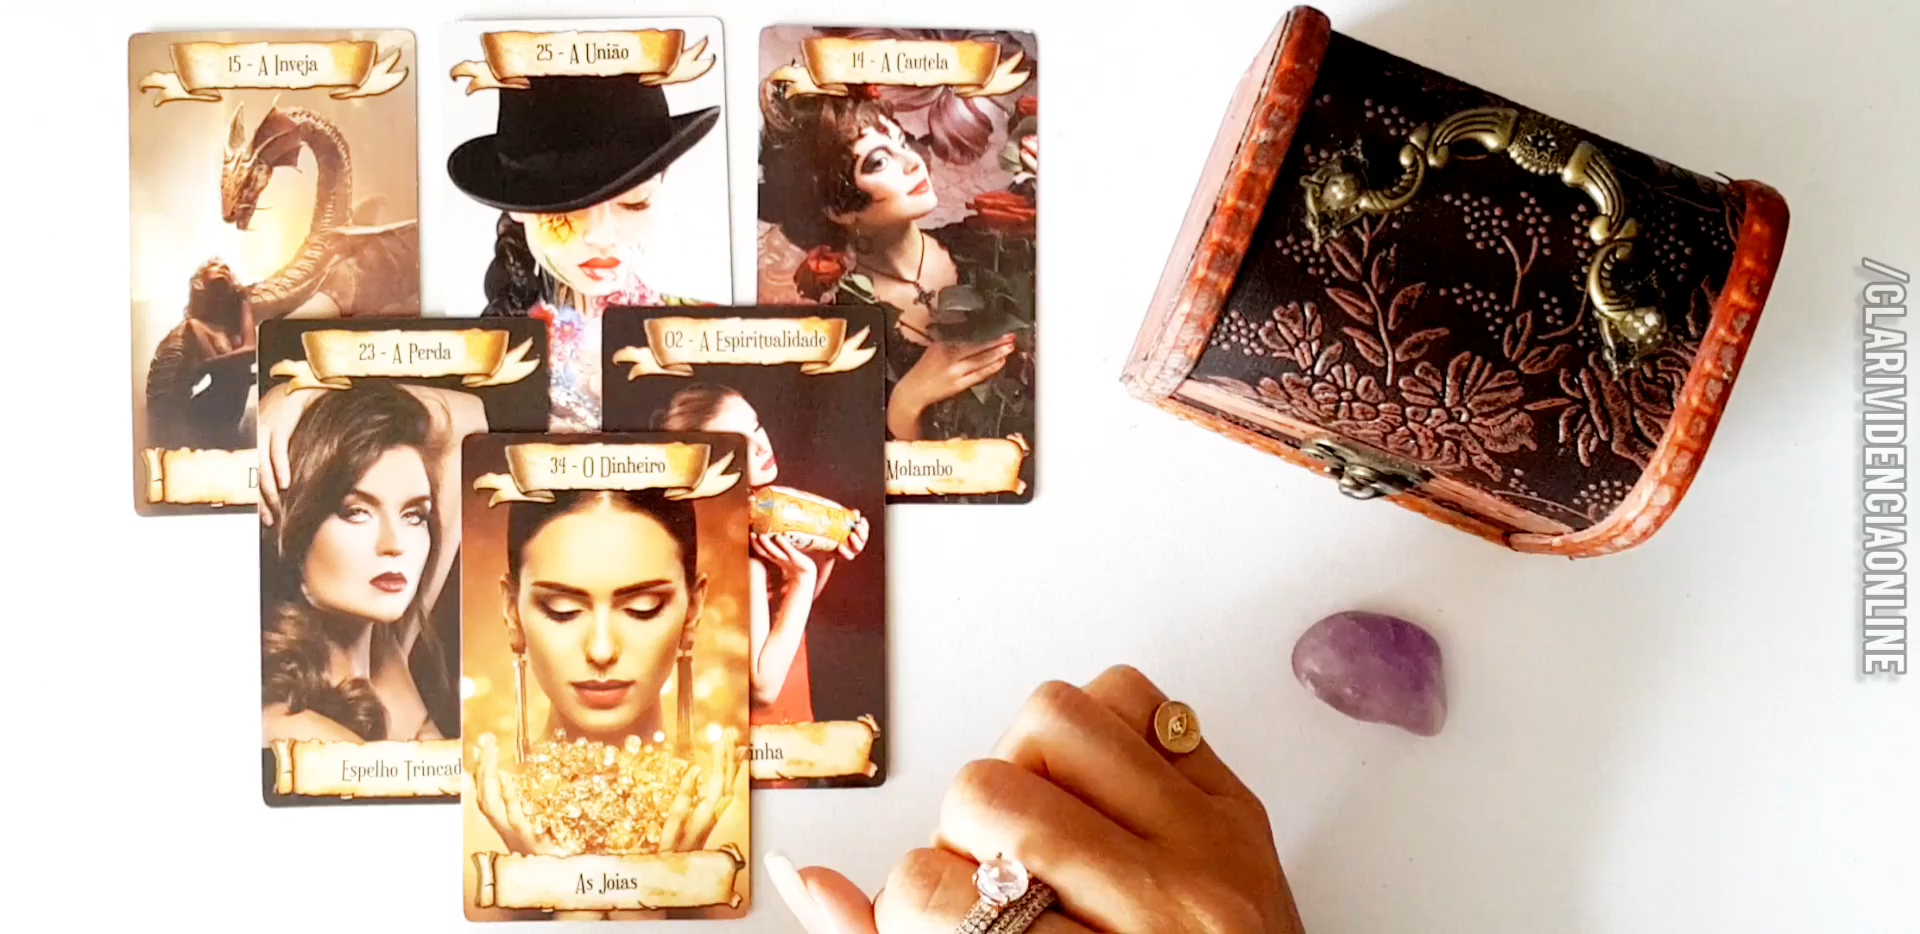 15 - A Inveja
25 - A União
14 - A Cautela
23 - A Perda
02 - A Espiritualidade
Molambo
34 - O Dinheiro
Espelho Trincad
inha
As Joias
/CLARIVIDENCIAONLINE